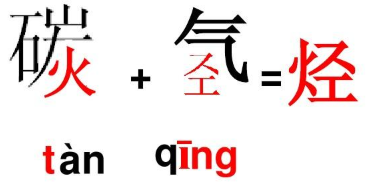 碳 + 氢 = 烃
tàn qīng